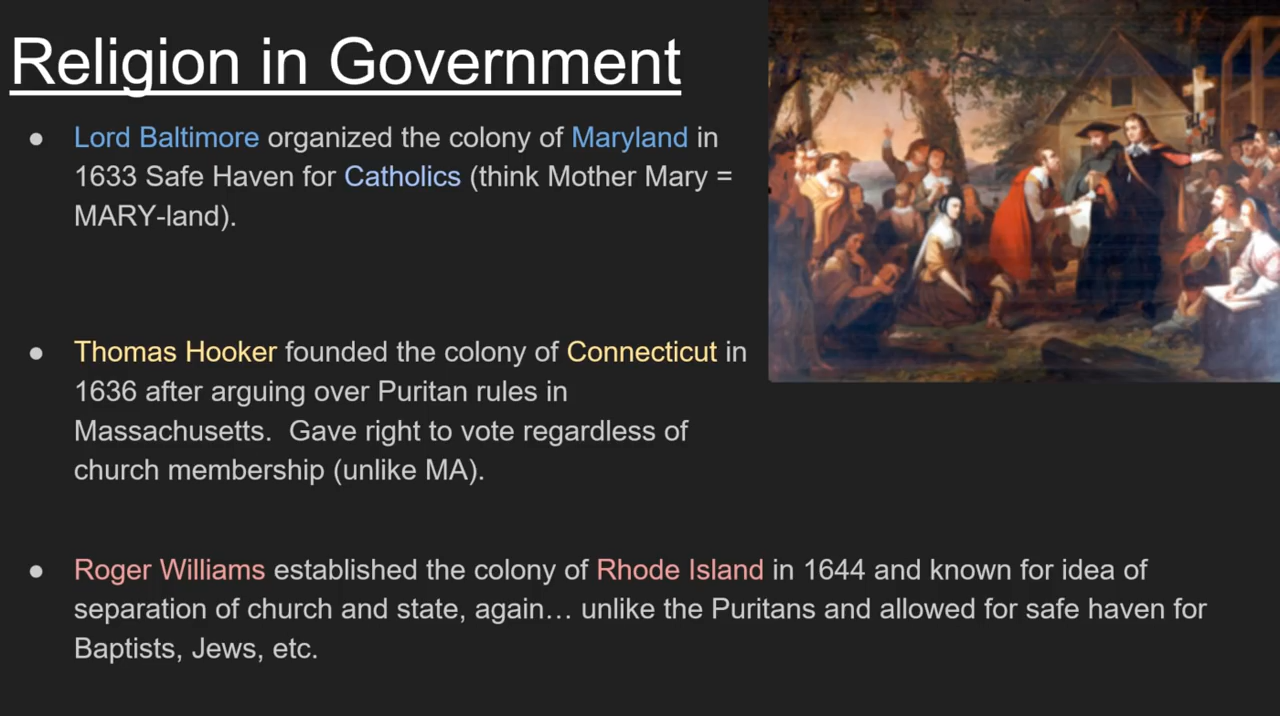 Religion in Government
● Lord Baltimore organized the colony of Maryland in
1633 Safe Haven for Catholics (think Mother Mary =
MARY-land).
● Thomas Hooker founded the colony of Connecticut in
1636 after arguing over Puritan rules in
Massachusetts.  Gave right to vote regardless of
church membership (unlike MA).
● Roger Williams established the colony of Rhode Island in 1644 and known for idea of
separation of church and state, again… unlike the Puritans and allowed for safe haven for
Baptists, Jews, etc.